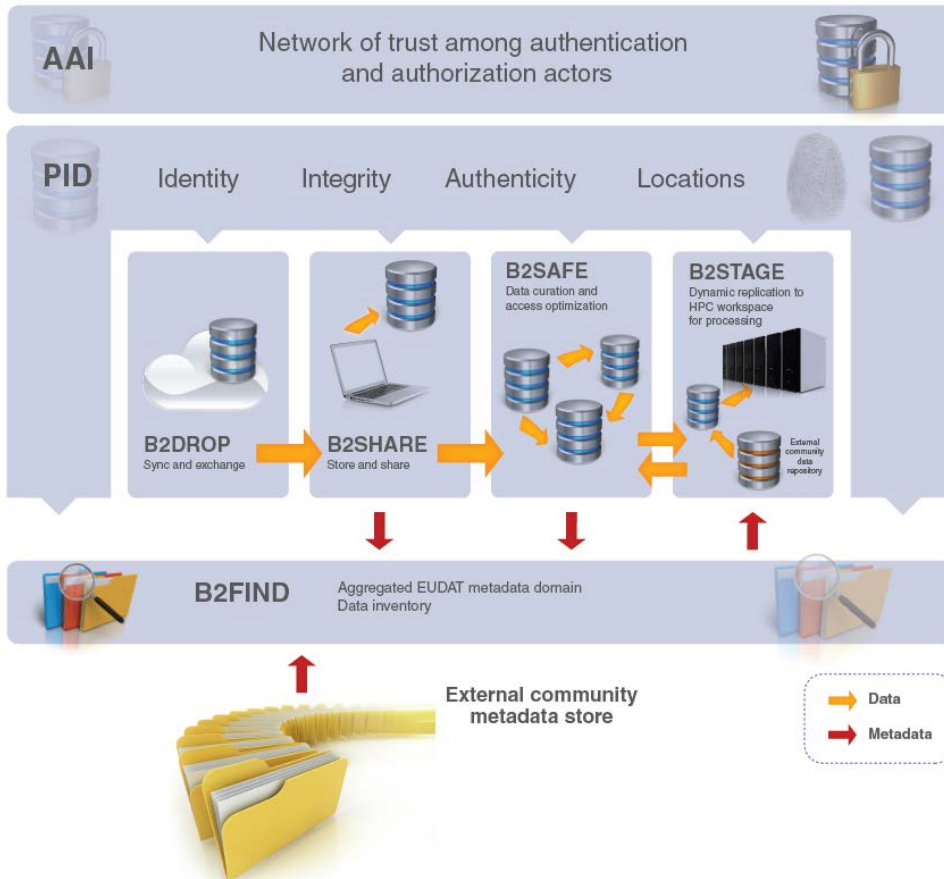 AAI
Network of trust among authentication
and authorization actors
PID
Identity
Integrity
Authenticity
Locations
B2DROP
Sync and exchange
B2SHARE
Store and share
B2SAFE
Data curation and
access optimization
B2STAGE
Dynamic replication to
HPC workspace
for processing
External
community
data
repository
B2FIND
Aggregated EUDAT metadata domain
Data inventory
External community
metadata store
Data
Metadata